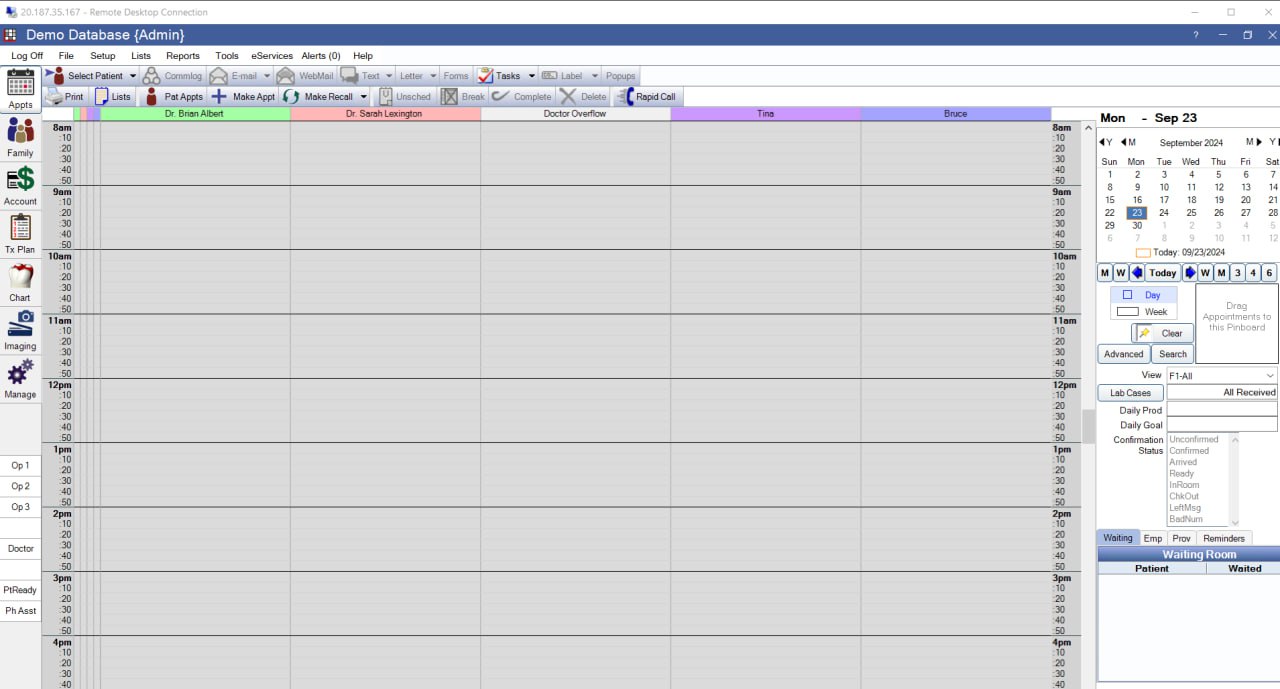 20.187.35.167 - Remote Desktop Connection
Demo Database {Admin}
?
Log Off File Setup Lists Reports Tools eServices Alerts (0) Help
Select Patient Commlog E-mail WebMail Text Letter Forms Tasks Label Popups
Print Lists Pat Appts Make Appt Make Recall Unsched Break Complete Delete Rapid Call
Appts
Family
Account
Tx Plan
Chart
Imaging
Manage
Op 1
Op 2
Op 3
Doctor
PtReady
Ph Asst
Dr. Brian Albert Dr. Sarah Lexington Doctor Overflow Tina Bruce
8am 8am
:10 :10
:20 :20
:30 :30
:40 :40
:50 :50
9am 9am
:10 :10
:20 :20
:30 :30
:40 :40
:50 :50
10am 10am
:10 :10
:20 :20
:30 :30
:40 :40
:50 :50
11am 11am
:10 :10
:20 :20
:30 :30
:40 :40
:50 :50
12pm 12pm
:10 :10
:20 :20
:30 :30
:40 :40
:50 :50
1pm 1pm
:10 :10
:20 :20
:30 :30
:40 :40
:50 :50
2pm 2pm
:10 :10
:20 :20
:30 :30
:40 :40
:50 :50
3pm 3pm
:10 :10
:20 :20
:30 :30
:40 :40
:50 :50
4pm 4pm
:10 :10
:20 :20
:30 :30
:40 :40
Mon - Sep 23
Y M September 2024 M Y
Sun Mon Tue Wed Thu Fri Sat
1 2 3 4 5 6 7
8 9 10 11 12 13 14
15 16 17 18 19 20 21
22 23 24 25 26 27 28
29 30 1 2 3 4 5
6 7 8 9 10 11 12
Today: 09/23/2024
M W Today W M 3 4 6
Day
Week
Clear
Advanced Search
Drag
Appointments to
this Pinboard
View F1-All
Lab Cases All Received
Daily Prod
Daily Goal
Confirmation
Status
Unconfirmed
Confirmed
Arrived
Ready
InRoom
ChkOut
LeftMsg
BadNum
Waiting Emp Prov Reminders
Waiting Room
Patient Waited